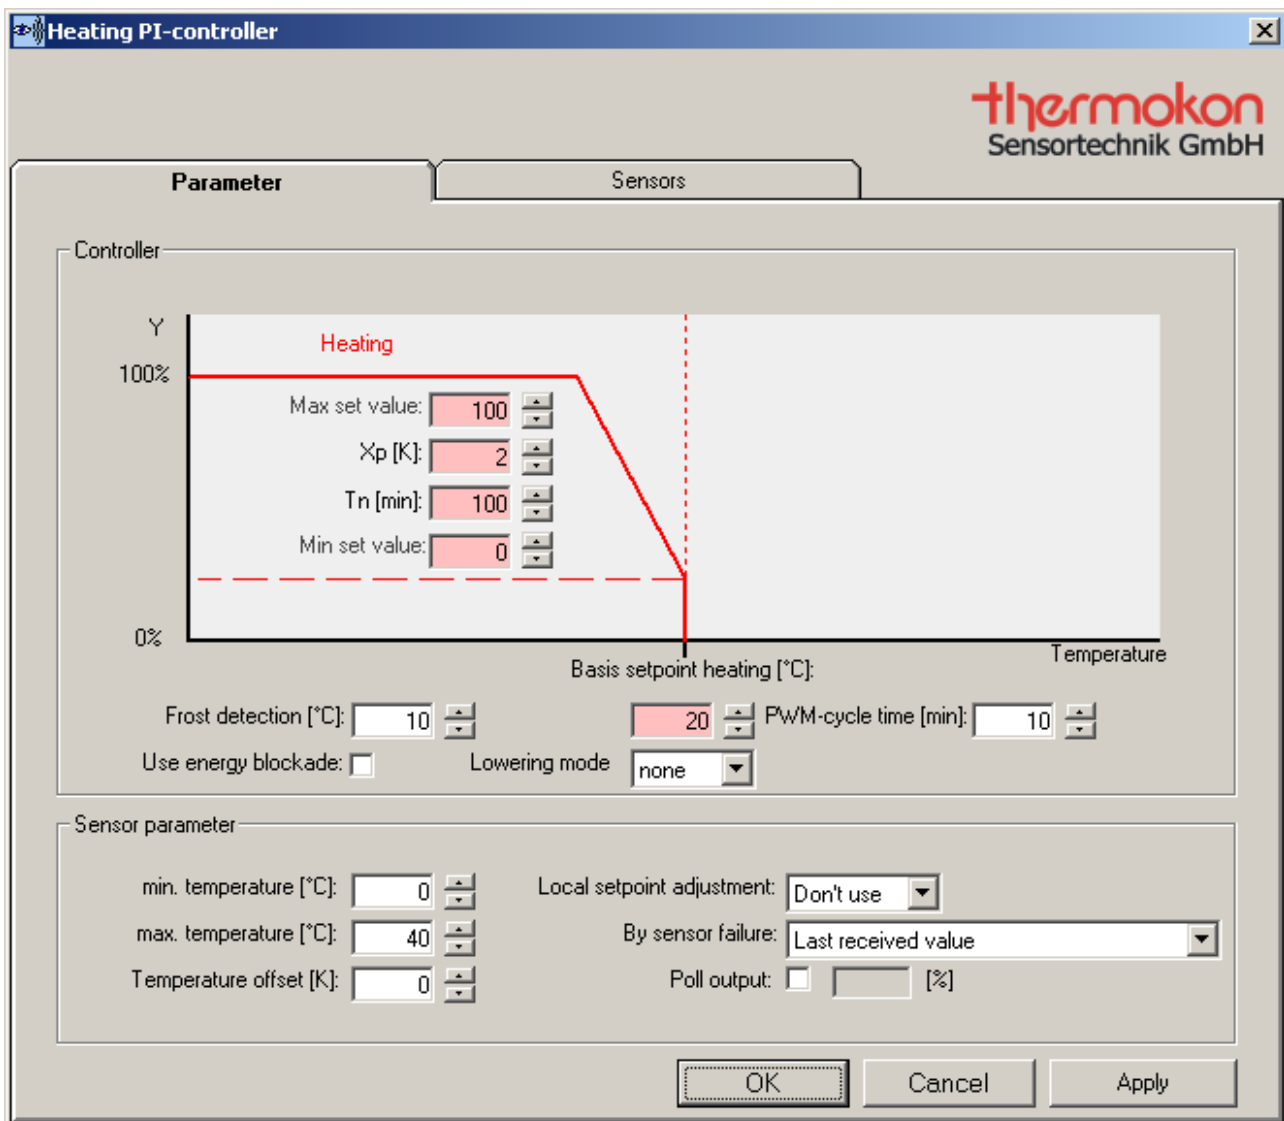 Heating PI-controller
thermokon
Sensortechnik GmbH
Parameter
Sensors
Controller
Y
Heating
100%
Max set value: 100
Xp [K]: 2
Tn [min]: 100
Min set value: 0
0%
Temperature
Basis setpoint heating [°C]:
Frost detection [°C]: 10 20 PWM-cycle time [min]: 10
Use energy blockade: Lowering mode none
Sensor parameter
min. temperature [°C]: 0 Local setpoint adjustment: Don't use
max. temperature [°C]: 40 By sensor failure: Last received value
Temperature offset [K]: 0 Poll output: [%]
OK Cancel Apply